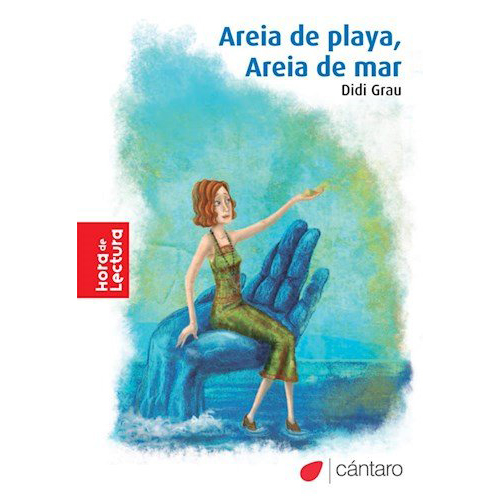 Areia de playa,
Areia de mar
Didi Grau
Hora de
Lectura
cántaro